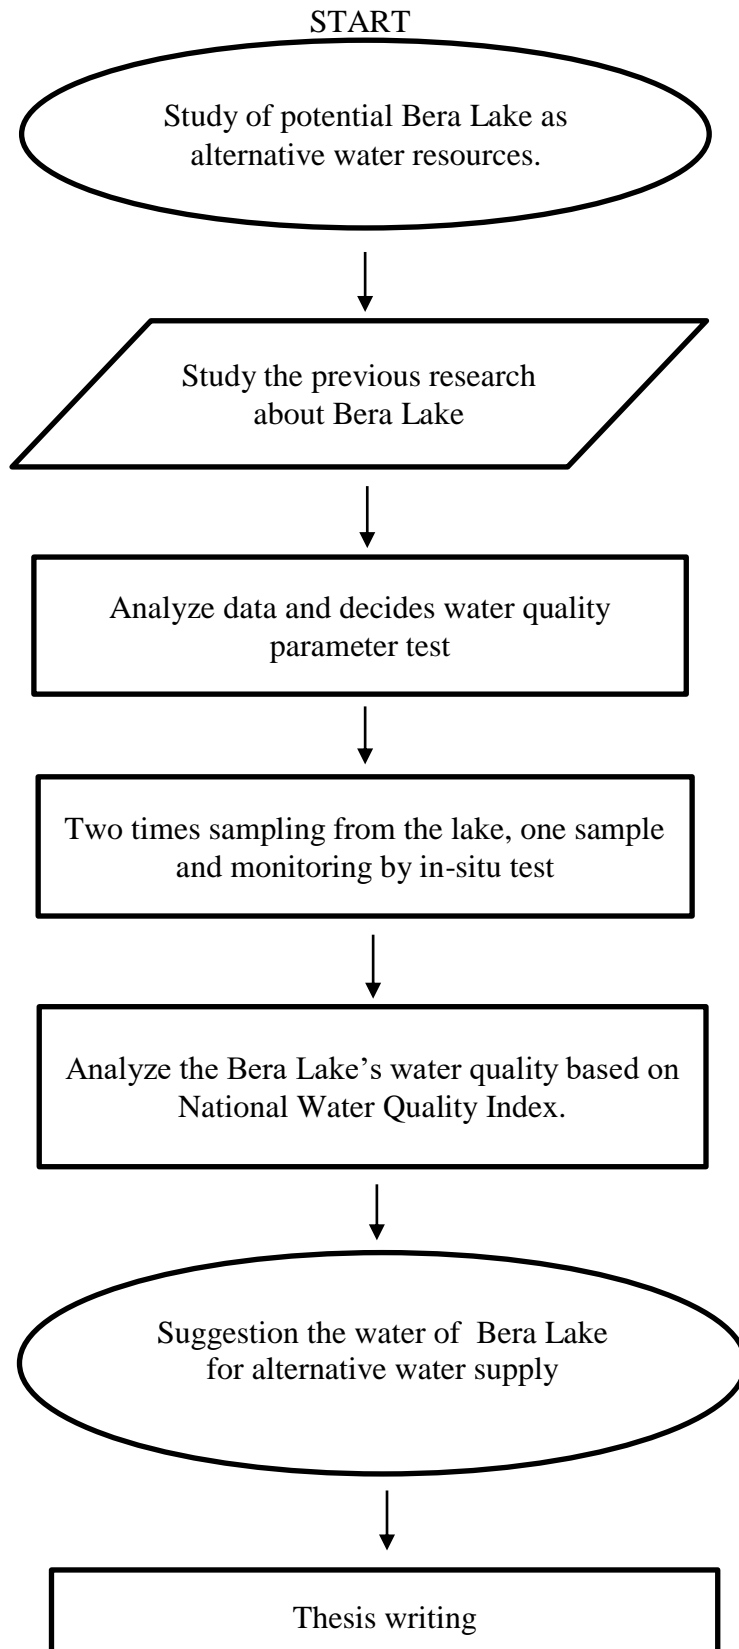 START
Study of potential Bera Lake as
alternative water resources.
Study the previous research
about Bera Lake
Analyze data and decides water quality
parameter test
Two times sampling from the lake, one sample
and monitoring by in-situ test
Analyze the Bera Lake’s water quality based on
National Water Quality Index.
Suggestion the water of  Bera Lake
for alternative water supply
Thesis writing